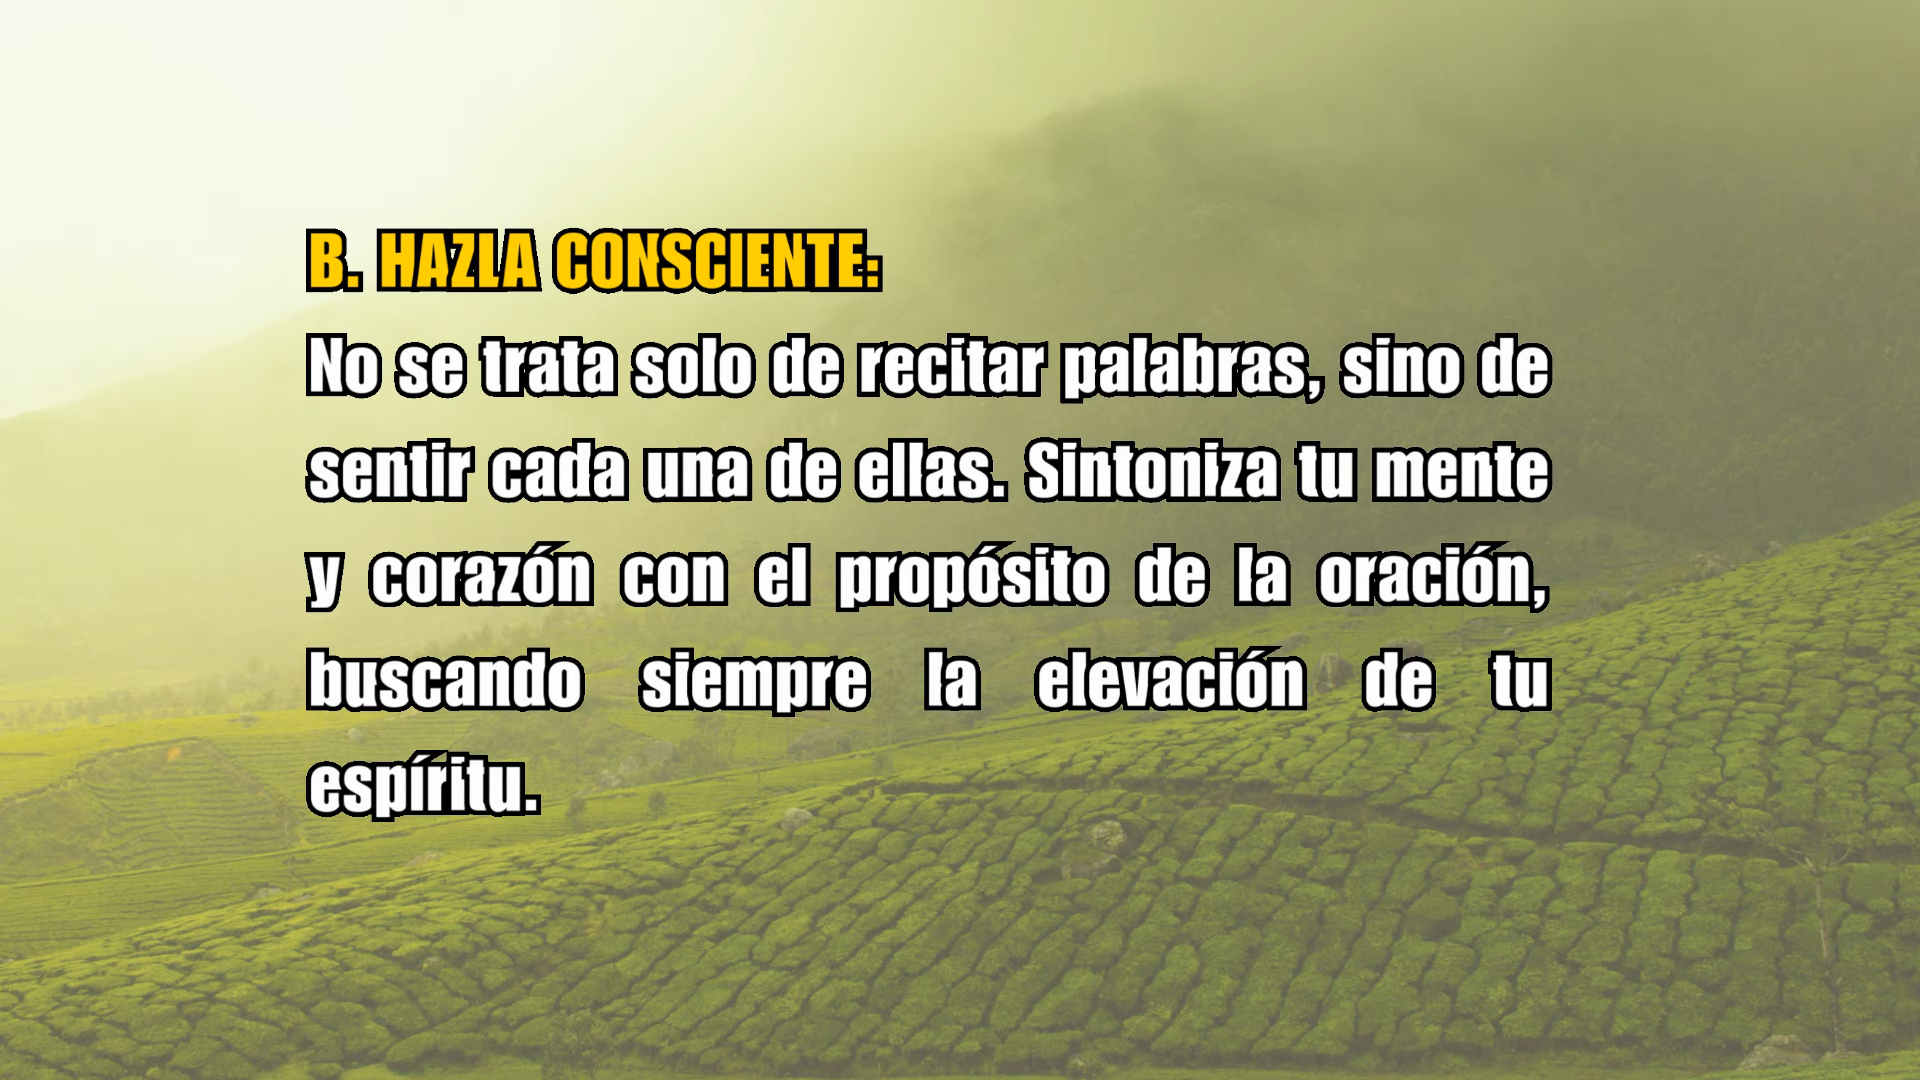 B. HAZLA CONSCIENTE:
No se trata solo de recitar palabras, sino de
sentir cada una de ellas. Sintoniza tu mente
y corazón con el propósito de la oración,
buscando siempre la elevación de tu
espíritu.